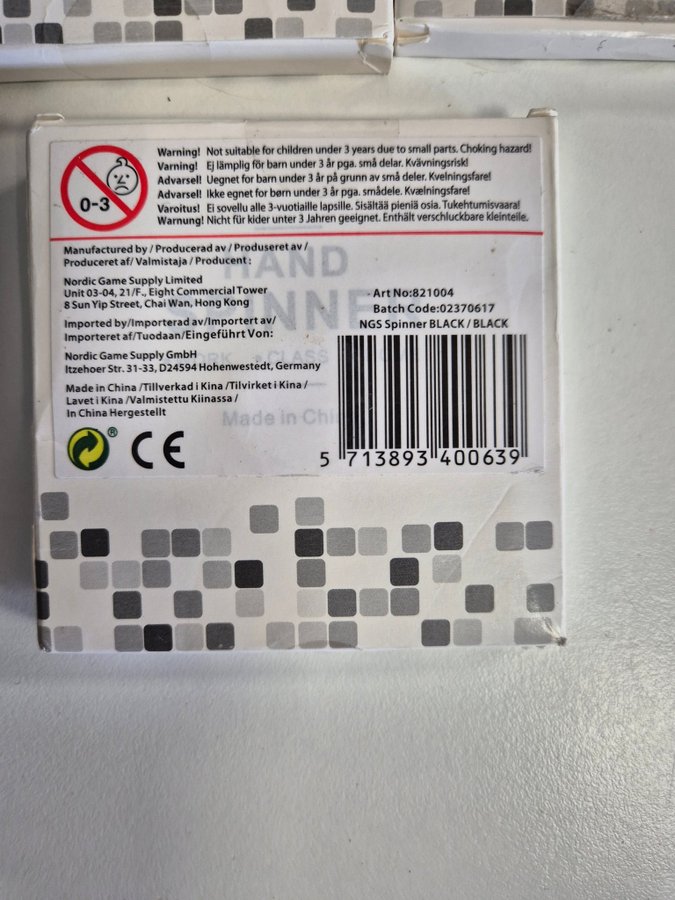 0-3
Warning! Not suitable for children under 3 years due to small parts. Choking hazard!
Varning! Ej lämplig för barn under 3 år pga. små delar. Kvävningsrisk!
Advarsel! Uegnet for barn under 3 år på grunn av små deler. Kvelningsfare!
Advarsel! Ikke egnet for børn under 3 år pga. smådele. Kvælningsfare!
Varoitus! Ei sovellu alle 3-vuotiaille lapsille. Sisältää pieniä osia. Tukehtumisvaara!
Warnung! Nicht für kider unter 3 Jahren geeignet. Enthält verschluckbare kleinteile.
Manufactured by / Producerad av / Produseret av /
Produceret af/ Valmistaja / Producent :
Nordic Game Supply Limited
Unit 03-04, 21/F., Eight Commercial Tower
8 Sun Yip Street, Chai Wan, Hong Kong
Imported by/Importerad av/Importert av/
Importeret af/Tuodaan/Eingeführt Von:
Nordic Game Supply GmbH
Itzehoer Str. 31-33, D24594 Hohenwestedt, Germany
Made in China /Tillverkad i Kina /Tilvirket i Kina /
Lavet i Kina /Valmistettu Kiinassa /
In China Hergestellt
® CE
Art No:821004
Batch Code:02370617
NGS Spinner BLACK / BLACK
5 713893 400639
HAND
SPINNE
CLASS
Made in Chi